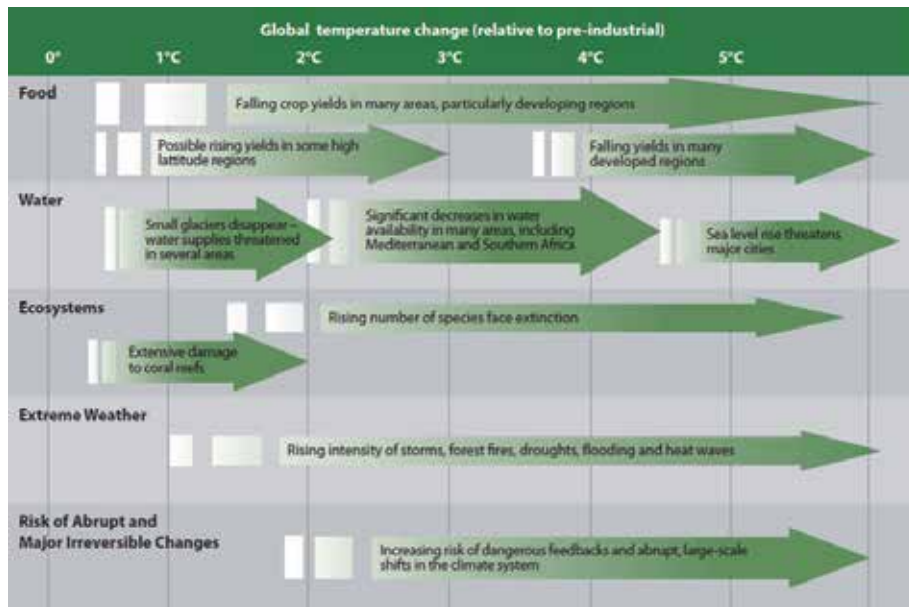 Global temperature change (relative to pre-industrial)
0° 1°C 2°C 3°C 4°C 5°C
Food
Falling crop yields in many areas, particularly developing regions
Possible rising yields in some high
lattitude regions
Falling yields in many
developed regions
Water
Small glaciers disappear –
water supplies threatened
in several areas
Significant decreases in water
availability in many areas, including
Mediterranean and Southern Africa
Sea level rise threatens
major cities
Ecosystems
Rising number of species face extinction
Extensive damage
to coral reefs
Extreme Weather
Rising intensity of storms, forest fires, droughts, flooding and heat waves
Risk of Abrupt and
Major Irreversible Changes
Increasing risk of dangerous feedbacks and abrupt, large-scale
shifts in the climate system